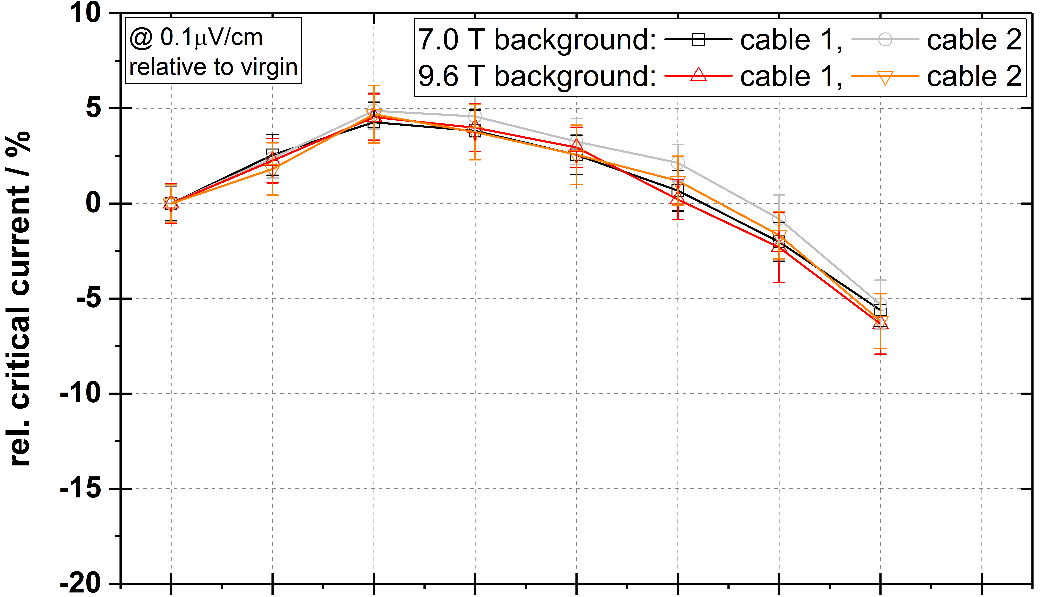 10
5
0
-5
-10
-15
-20
rel. critical current / %
@ 0.1μV/cm
relative to virgin
7.0 T background: cable 1, cable 2
9.6 T background: cable 1, cable 2